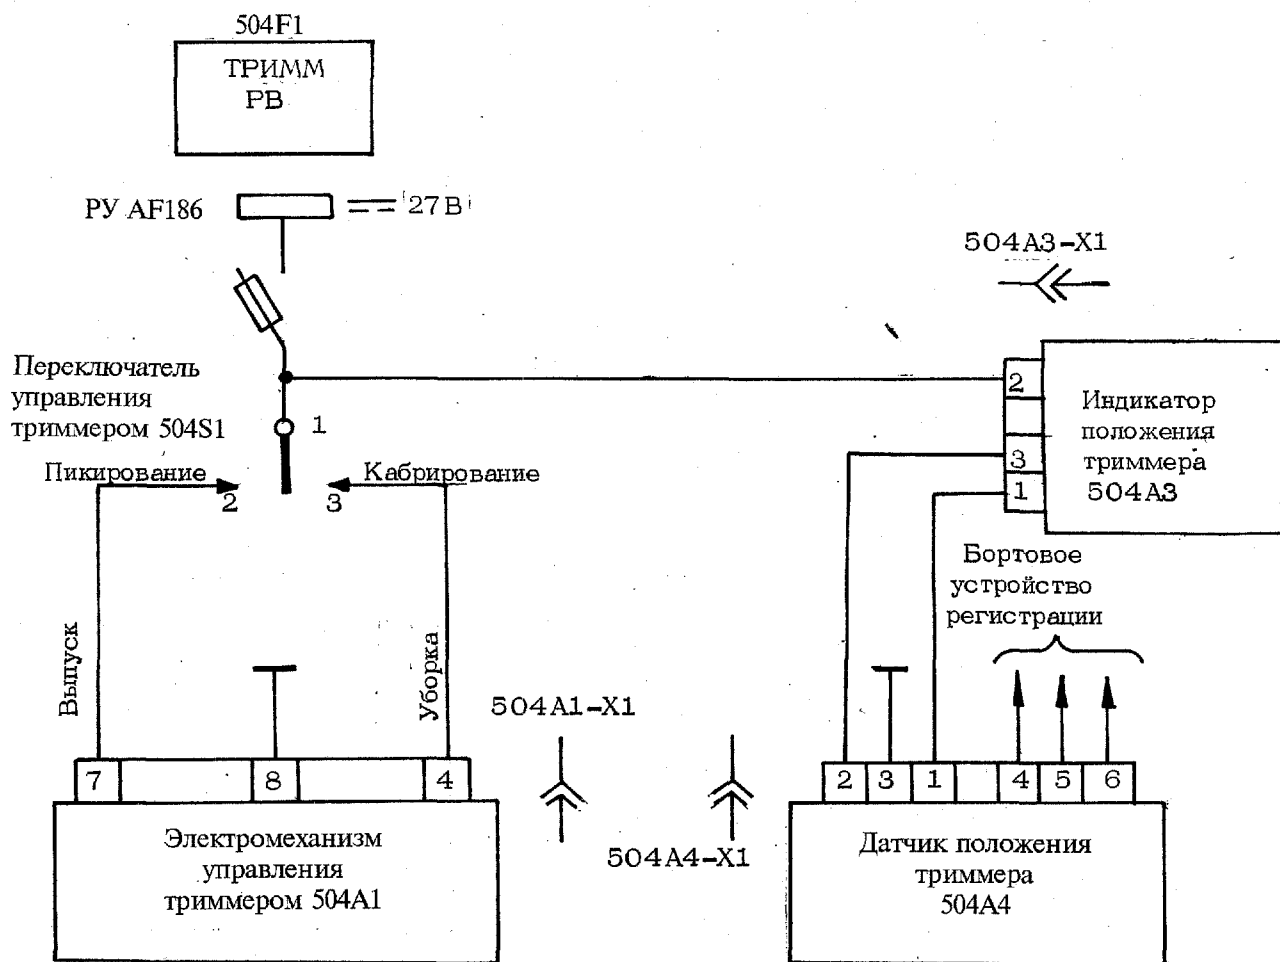 504F1
ТРИММ
РВ
РУ AF186
27В
504А3-Х1
Переключатель
управления
триммером 504S1
1
Пикирование
Кабрирование
2
3
2
3
1
Индикатор
положения
триммера
504А3
Бортовое
устройство
регистрации
Выпуск
Уборка
504А1-Х1
7
8
4
2
3
1
4
5
6
Электромеханизм
управления
триммером 504А1
504А4-Х1
Датчик положения
триммера
504А4